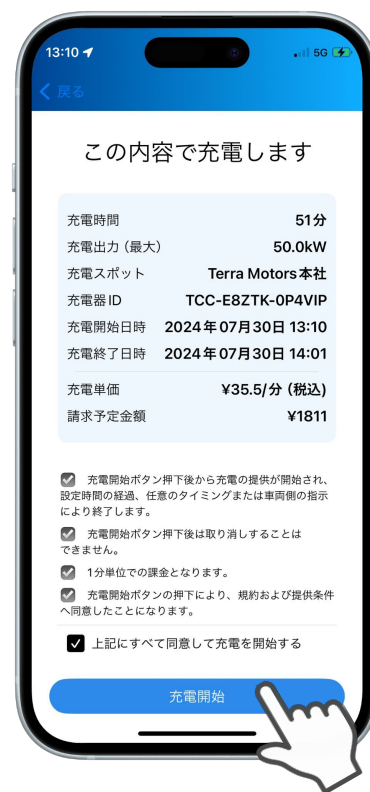 13:10
5G
戻る
この内容で充電します
充電時間 51分
充電出力（最大） 50.0kW
充電スポット Terra Motors本社
充電器ID TCC-E8ZTK-0P4VIP
充電開始日時 2024年07月30日 13:10
充電終了日時 2024年07月30日 14:01
充電単価 ¥35.5/分（税込）
請求予定金額 ¥1811
充電開始ボタン押下後から充電の提供が開始され、
設定時間の経過、任意のタイミングまたは車両側の指示
により終了します。
充電開始ボタン押下後は取り消しすることは
できません。
1分単位での課金となります。
充電開始ボタンの押下により、規約および提供条件
へ同意したことになります。
上記にすべて同意して充電を開始する
充電開始